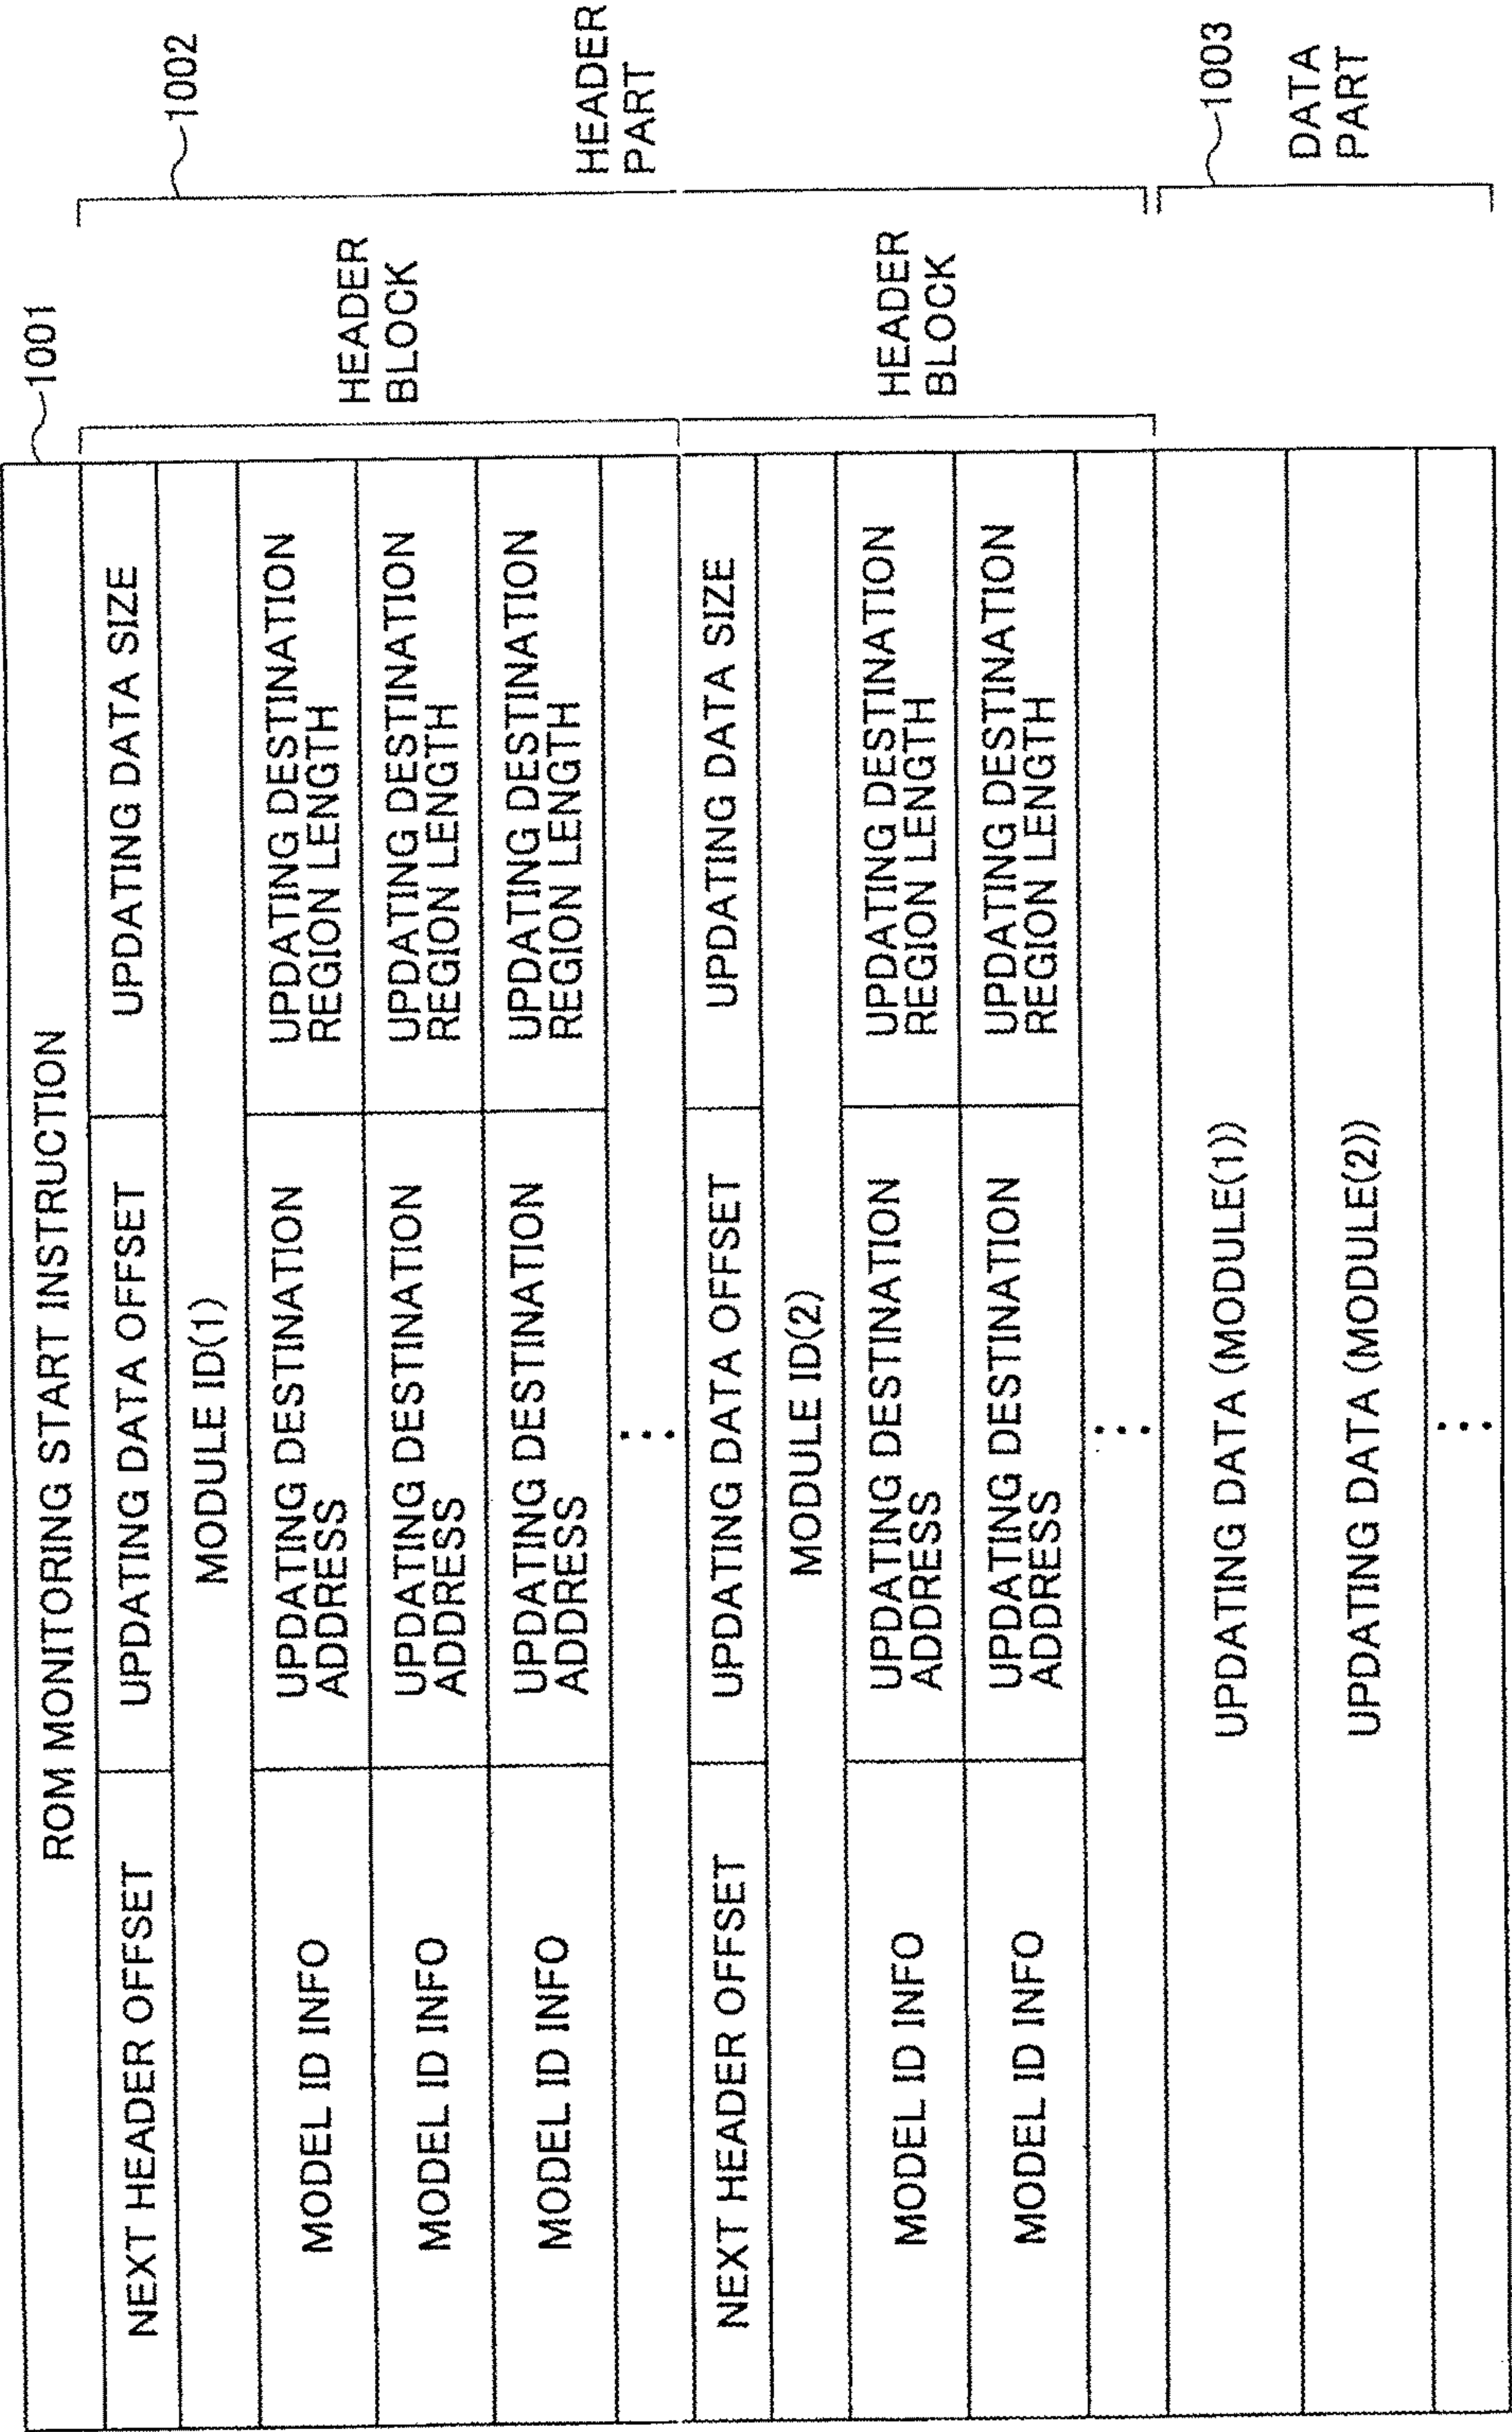 ROM MONITORING START INSTRUCTION
1001
NEXT HEADER OFFSET
UPDATING DATA OFFSET
UPDATING DATA SIZE
MODULE ID(1)
MODEL ID INFO
UPDATING DESTINATION
ADDRESS
UPDATING DESTINATION
REGION LENGTH
MODEL ID INFO
UPDATING DESTINATION
ADDRESS
UPDATING DESTINATION
REGION LENGTH
MODEL ID INFO
UPDATING DESTINATION
ADDRESS
UPDATING DESTINATION
REGION LENGTH
HEADER
BLOCK
1002
HEADER
PART
NEXT HEADER OFFSET
UPDATING DATA OFFSET
UPDATING DATA SIZE
MODULE ID(2)
MODEL ID INFO
UPDATING DESTINATION
ADDRESS
UPDATING DESTINATION
REGION LENGTH
MODEL ID INFO
UPDATING DESTINATION
ADDRESS
UPDATING DESTINATION
REGION LENGTH
HEADER
BLOCK
UPDATING DATA (MODULE(1))
UPDATING DATA (MODULE(2))
1003
DATA
PART